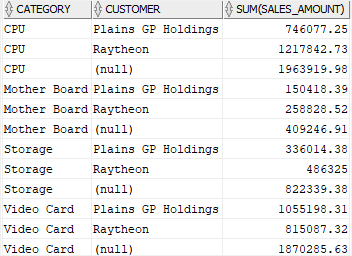 CATEGORY CUSTOMER SUM(SALES_AMOUNT)
CPU Plains GP Holdings 746077.25
CPU Raytheon 1217842.73
CPU (null) 1963919.98
Mother Board Plains GP Holdings 150418.39
Mother Board Raytheon 258828.52
Mother Board (null) 409246.91
Storage Plains GP Holdings 336014.38
Storage Raytheon 486325
Storage (null) 822339.38
Video Card Plains GP Holdings 1055198.31
Video Card Raytheon 815087.32
Video Card (null) 1870285.63